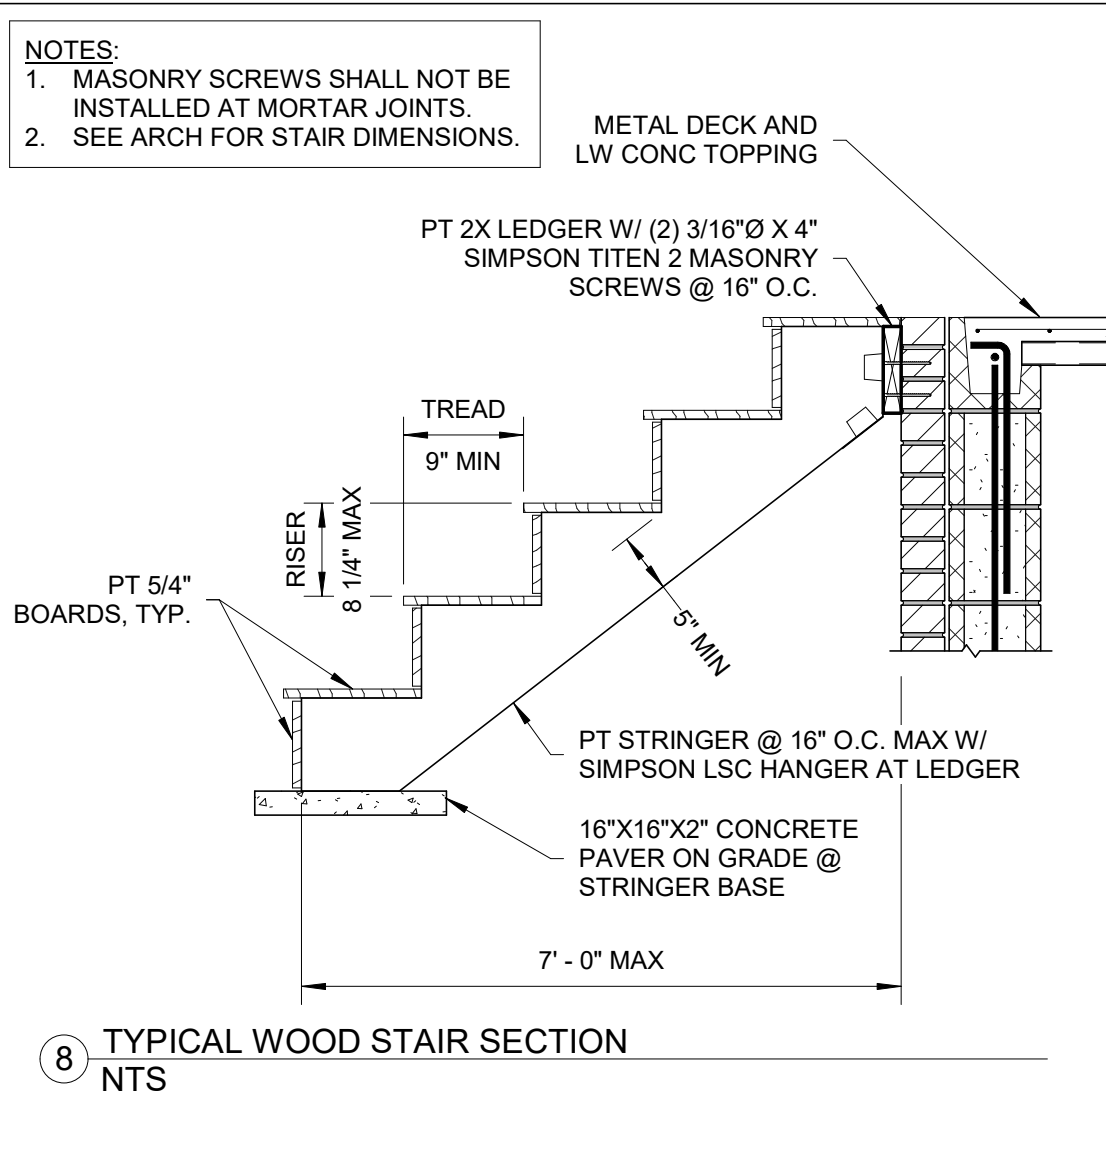 NOTES:
1. MASONRY SCREWS SHALL NOT BE
INSTALLED AT MORTAR JOINTS.
2. SEE ARCH FOR STAIR DIMENSIONS.
METAL DECK AND
LW CONC TOPPING
PT 2X LEDGER W/ (2) 3/16"Ø X 4"
SIMPSON TITEN 2 MASONRY
SCREWS @ 16" O.C.
TREAD
9" MIN
RISER
8 1/4" MAX
PT 5/4"
BOARDS, TYP.
5" MIN
PT STRINGER @ 16" O.C. MAX W/
SIMPSON LSC HANGER AT LEDGER
16"X16"X2" CONCRETE
PAVER ON GRADE @
STRINGER BASE
7' - 0" MAX
8 TYPICAL WOOD STAIR SECTION
NTS